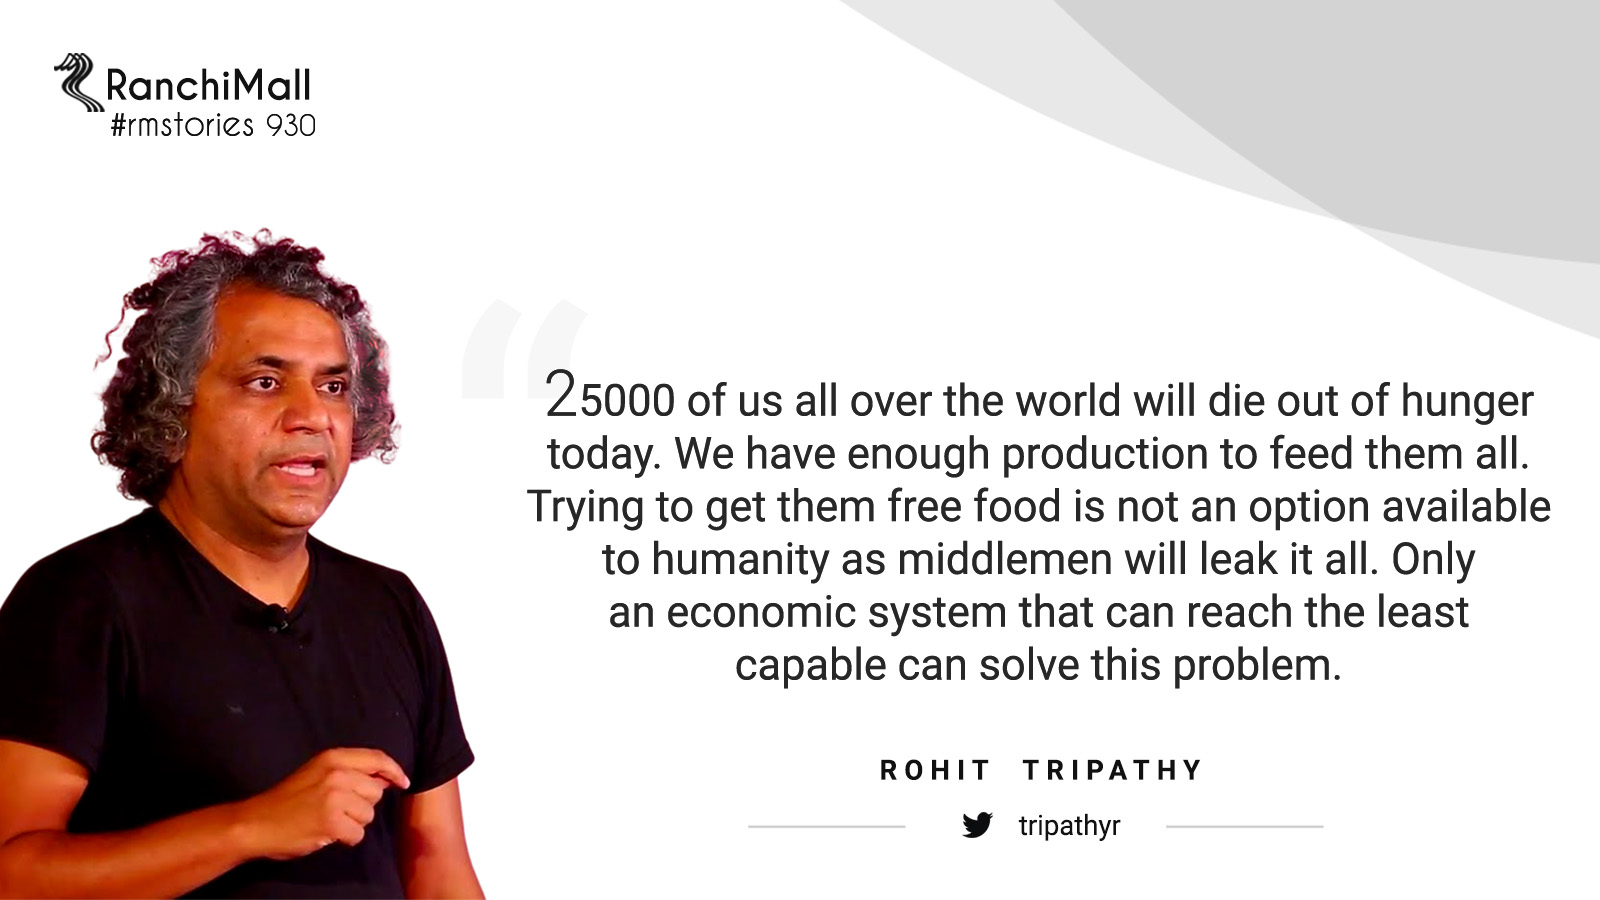 RanchiMall
#rmstories 930
“
25000 of us all over the world will die out of hunger
today. We have enough production to feed them all.
Trying to get them free food is not an option available
to humanity as middlemen will leak it all. Only
an economic system that can reach the least
capable can solve this problem.
ROHIT TRIPATHY
tripathyr